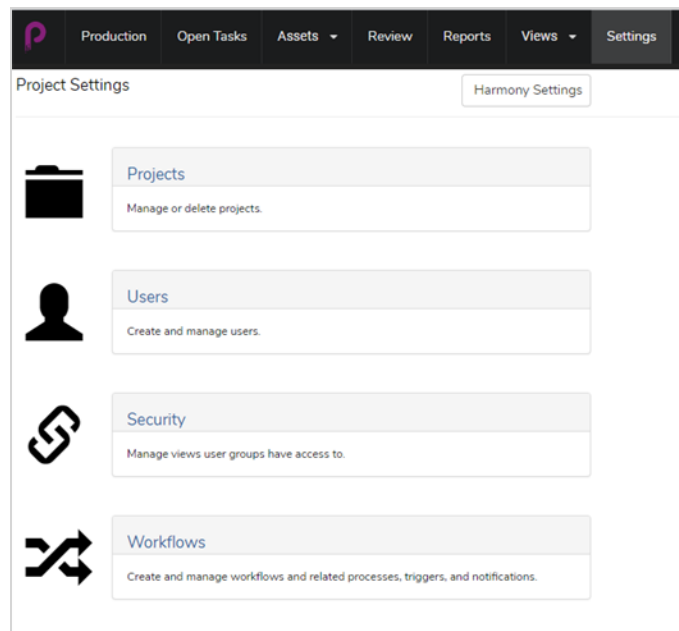 Production Open Tasks Assets Review Reports Views Settings
Project Settings Harmony Settings
Projects
Manage or delete projects.
Users
Create and manage users.
Security
Manage views user groups have access to.
Workflows
Create and manage workflows and related processes, triggers, and notifications.